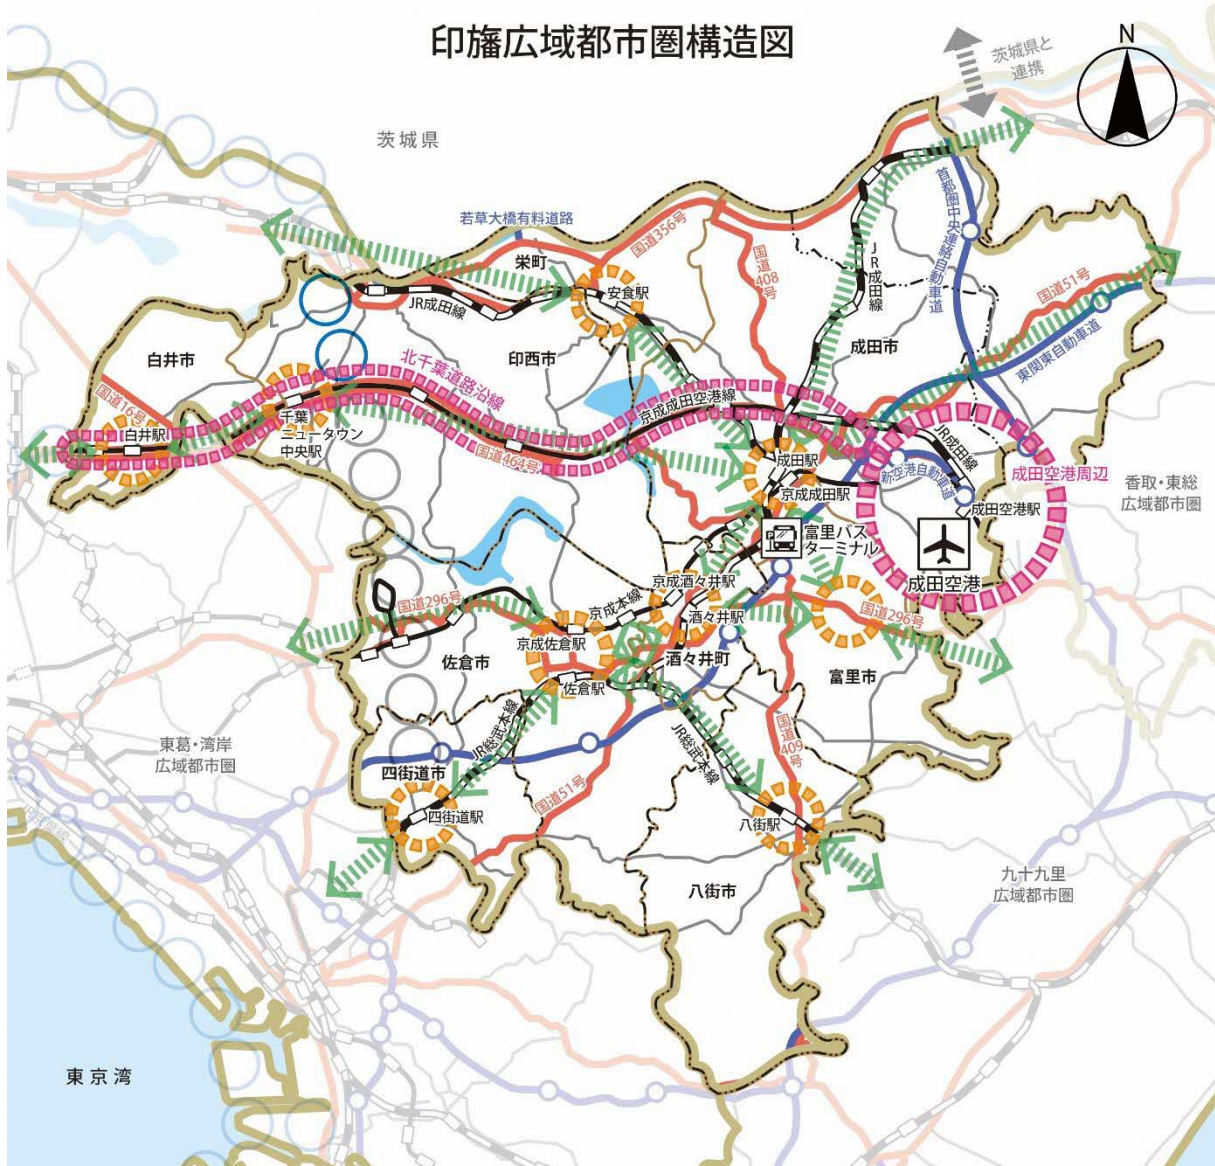 印旛広域都市圏構造図
N
茨城県と
連携
茨城県
若草大橋有料道路
国道356号
栄町
安食駅
JR成田線
国道408号
JR成田線
首都圏中央連絡自動車道
国道51号
東関東自動車道
成田市
白井市
印西市
北千葉道路沿線
京成成田空港線
国道16号
白井駅
千葉
ニュータウン
中央駅
国道464号
成田駅
京成成田駅
JR成田線
新空港自動車道
成田空港周辺
成田空港駅
成田空港
香取・東総
広域都市圏
P
富里バス
ターミナル
京成酒々井駅
国道296号
京成本線
酒々井駅
国道296号
京成佐倉駅
佐倉市
酒々井町
佐倉駅
富里市
東葛・湾岸
広域都市圏
JR総武本線
JR総武本線
国道409号
四街道市
国道51号
四街道駅
八街駅
八街市
九十九里
広域都市圏
東京湾